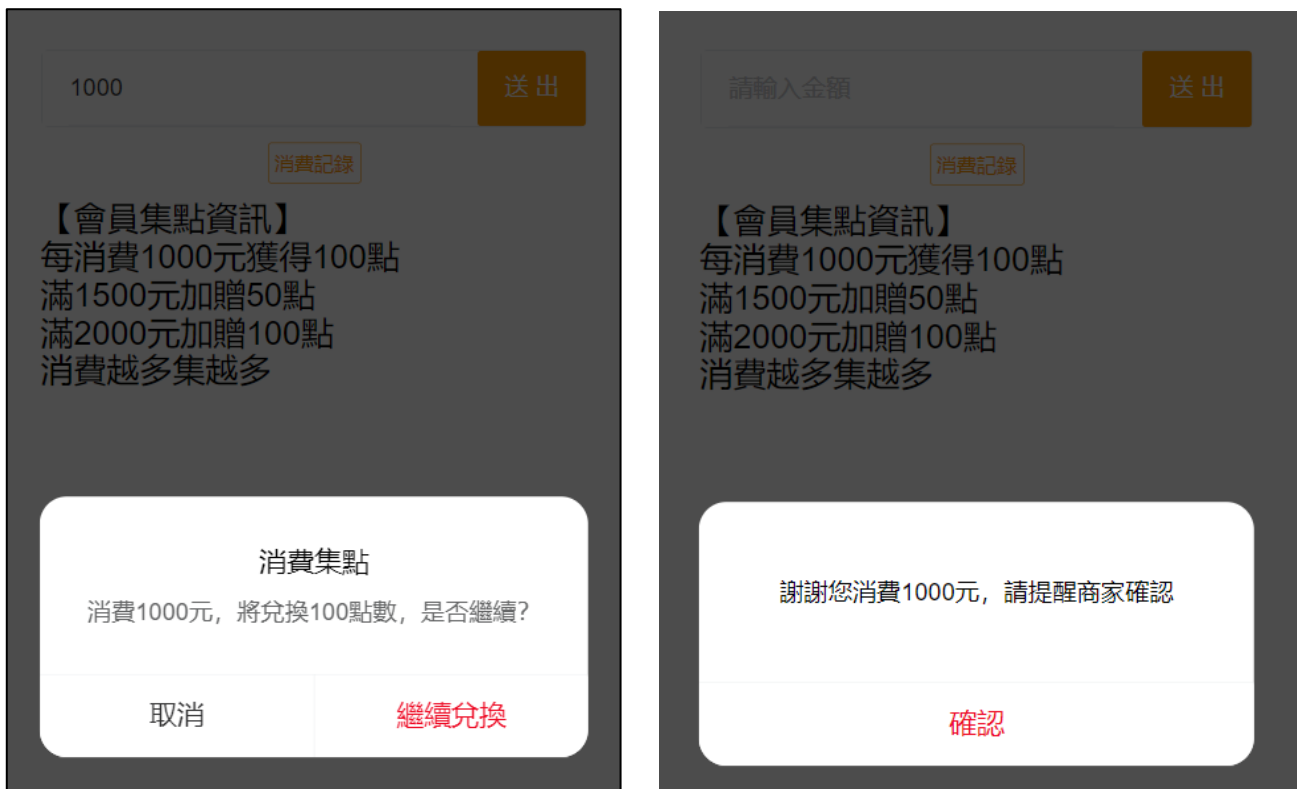 1000
送出
消費記錄
【會員集點資訊】
每消費1000元獲得100點
滿1500元加贈50點
滿2000元加贈100點
消費越多集越多
消費集點
消費1000元，將兌換100點數，是否繼續？
取消
繼續兌換
請輸入金額
送出
消費記錄
【會員集點資訊】
每消費1000元獲得100點
滿1500元加贈50點
滿2000元加贈100點
消費越多集越多
謝謝您消費1000元，請提醒商家確認
確認